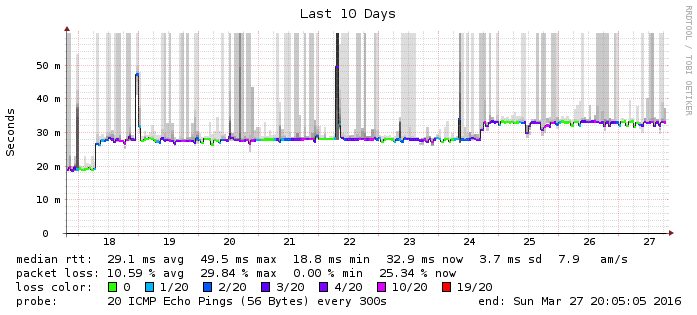 Last 10 Days
RRDTOOL / TOBI OETIKER
Seconds
50 m
40 m
30 m
20 m
10 m
0
18 19 20 21 22 23 24 25 26 27
median rtt: 29.1 ms avg 49.5 ms max 18.8 ms min 32.9 ms now 3.7 ms sd 7.9 am/s
packet loss: 10.59 % avg 29.84 % max 0.00 % min 25.34 % now
loss color: 0 1/20 2/20 3/20 4/20 10/20 19/20
probe: 20 ICMP Echo Pings (56 Bytes) every 300s end: Sun Mar 27 20:05:05 2016